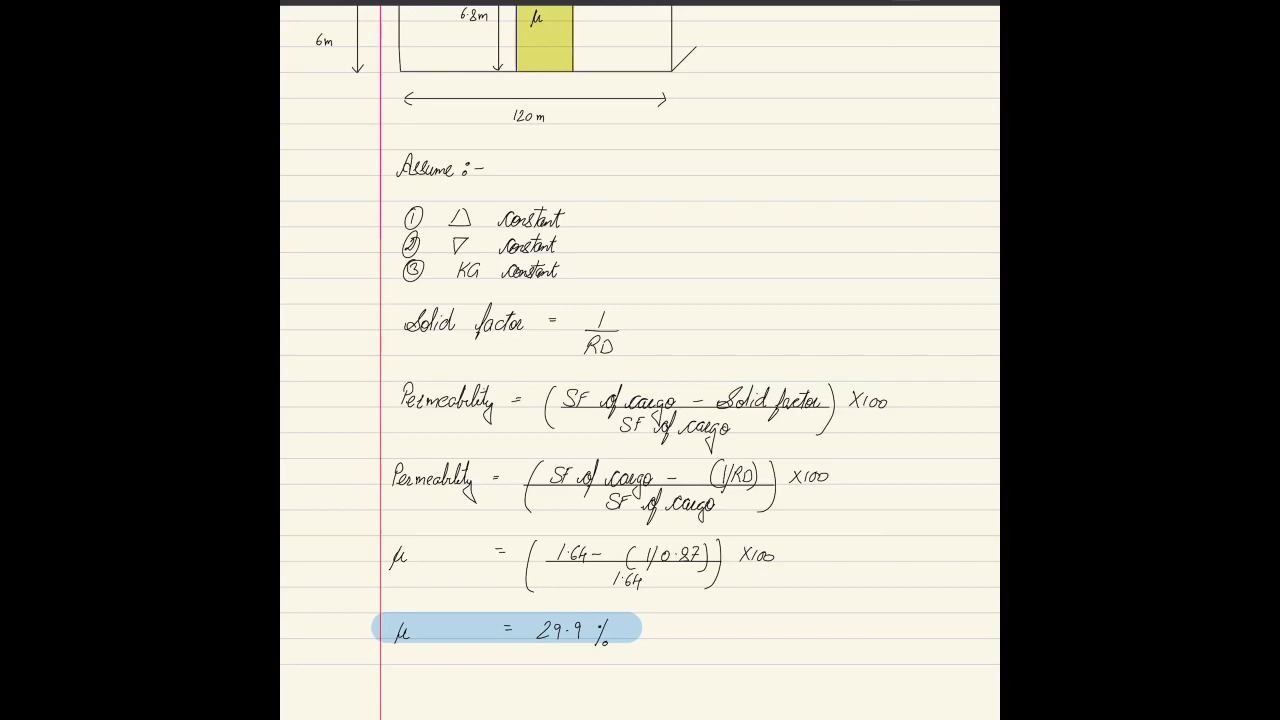 6.8m μ
6m
120 m
Assume :-
① △ constant
② ▽ constant
③ KG constant
Solid factor = 1/RD
Permeability = (SF of cargo - Solid factor / SF of cargo) X100
Permeability = (SF of cargo - (1/RD) / SF of cargo) X100
μ = (1.64 - (1/0.87) / 1.64) X100
μ = 29.9 %